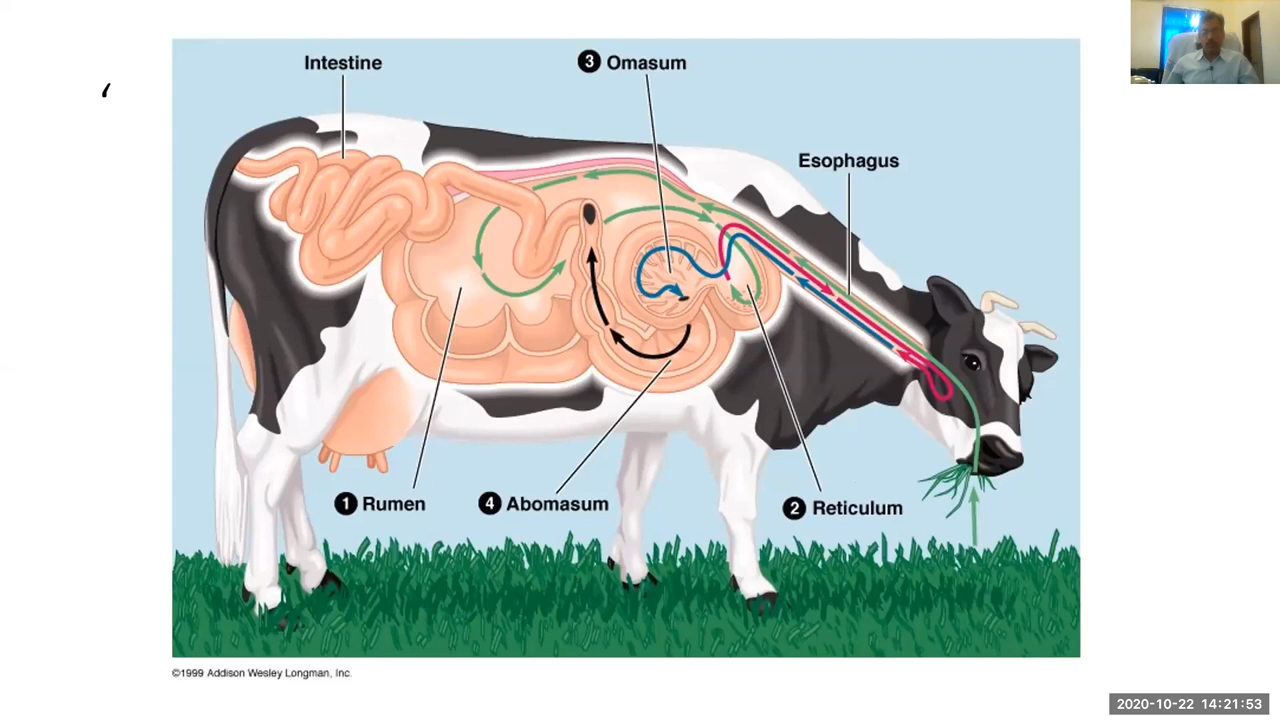 Intestine
3 Omasum
Esophagus
1 Rumen
4 Abomasum
2 Reticulum
©1999 Addison Wesley Longman, Inc.
2020-10-22 14:21:53